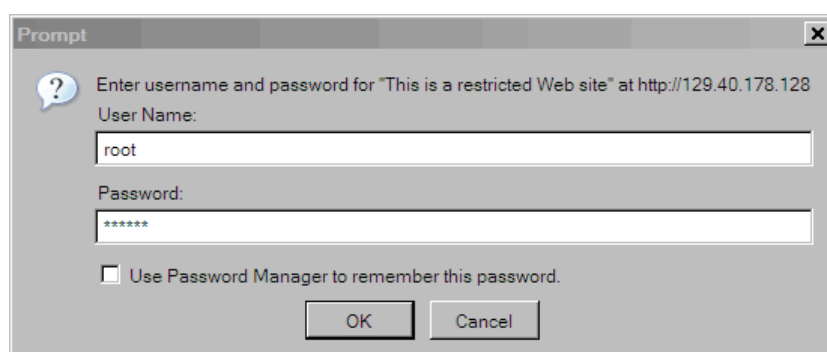 Prompt
Enter username and password for "This is a restricted Web site" at http://129.40.178.128
User Name:
root
Password:
******
Use Password Manager to remember this password.
OK Cancel